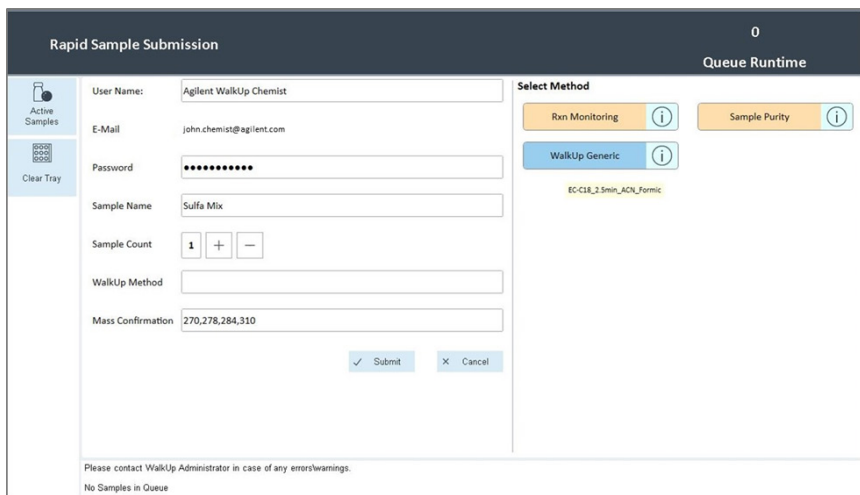 Rapid Sample Submission
0
Queue Runtime
Active
Samples
Clear Tray
User Name: Agilent WalkUp Chemist
E-Mail john.chemist@agilent.com
Password •••••••••••
Sample Name Sulfa Mix
Sample Count 1 + −
WalkUp Method
Mass Confirmation 270,278,284,310
✓ Submit × Cancel
Select Method
Rxn Monitoring i Sample Purity i
WalkUp Generic i
EC-C18_2.5min_ACN_Formic
Please contact WalkUp Administrator in case of any errors\warnings.
No Samples in Queue